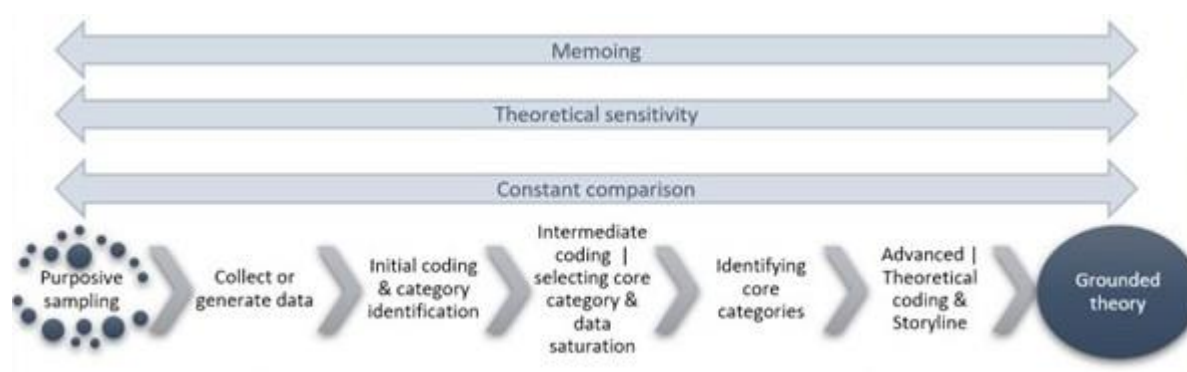 Memoing
Theoretical sensitivity
Constant comparison
Purposive
sampling
Collect or
generate data
Initial coding
& category
identification
Intermediate
coding |
selecting core
category &
data
saturation
Identifying
core
categories
Advanced |
Theoretical
coding &
Storyline
Grounded
theory